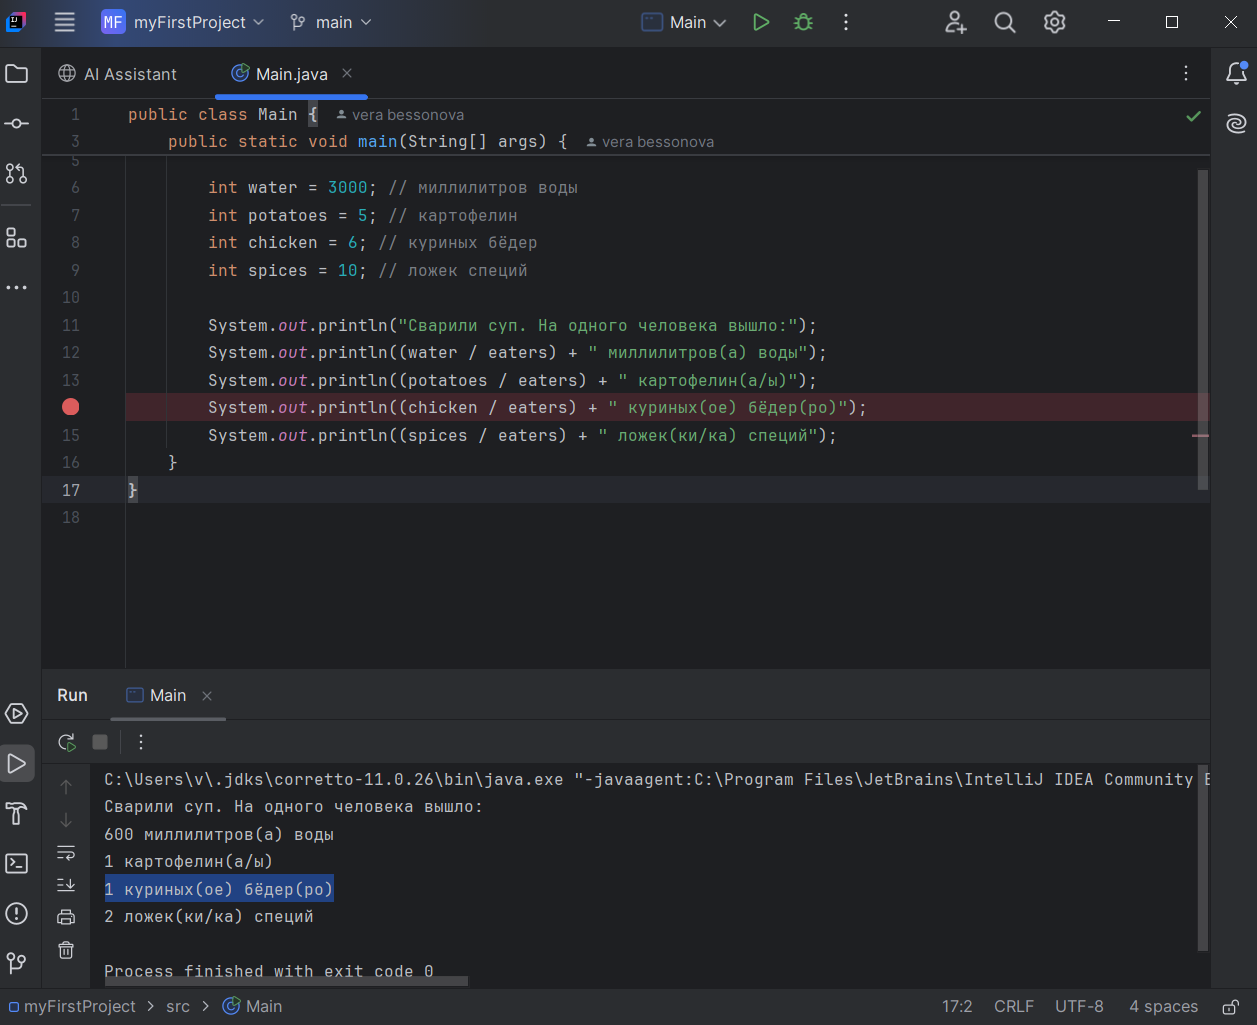 MF myFirstProject main Main
AI Assistant Main.java
1 public class Main { vera bessonova
3 public static void main(String[] args) { vera bessonova
5
6 int water = 3000; // миллилитров воды
7 int potatoes = 5; // картофелин
8 int chicken = 6; // куриных бёдер
9 int spices = 10; // ложек специй
10
11 System.out.println("Сварили суп. На одного человека вышло:");
12 System.out.println((water / eaters) + " миллилитров(а) воды");
13 System.out.println((potatoes / eaters) + " картофелин(а/ы)");
System.out.println((chicken / eaters) + " куриных(ое) бёдер(ро)");
15 System.out.println((spices / eaters) + " ложек(ки/ка) специй");
16 }
17 }
18
Run Main
C:\Users\v\.jdks\corretto-11.0.26\bin\java.exe "-javaagent:C:\Program Files\JetBrains\IntelliJ IDEA Community E
Сварили суп. На одного человека вышло:
600 миллилитров(а) воды
1 картофелин(а/ы)
1 куриных(ое) бёдер(ро)
2 ложек(ки/ка) специй
Process finished with exit code 0
myFirstProject > src > Main 17:2 CRLF UTF-8 4 spaces